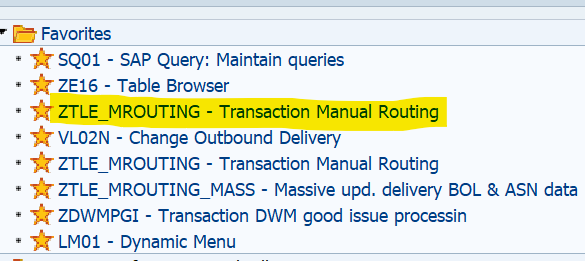 Favorites
SQ01 - SAP Query: Maintain queries
ZE16 - Table Browser
ZTLE_MROUTING - Transaction Manual Routing
VL02N - Change Outbound Delivery
ZTLE_MROUTING - Transaction Manual Routing
ZTLE_MROUTING_MASS - Massive upd. delivery BOL & ASN data
ZDWMPGI - Transaction DWM good issue processin
LM01 - Dynamic Menu